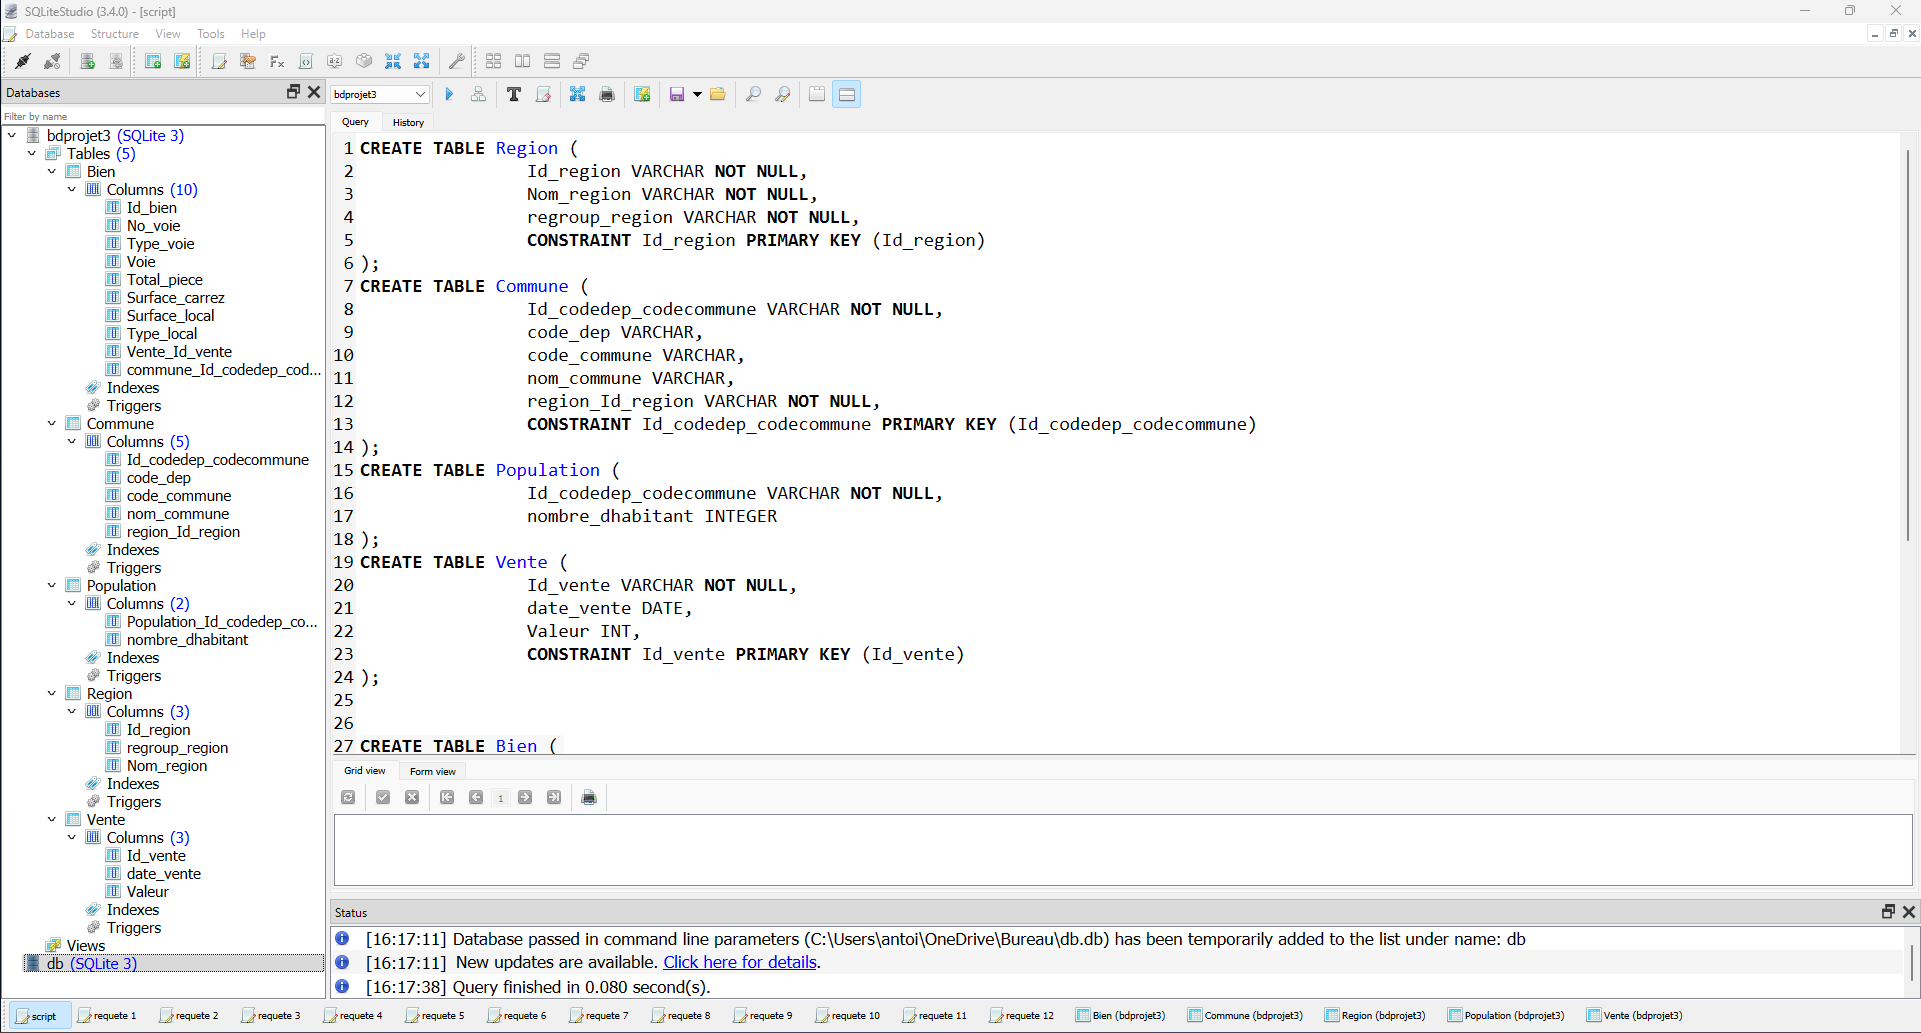 SQLiteStudio (3.4.0) - [script]
Database Structure View Tools Help
Databases
Filter by name
bdprojet3 (SQLite 3)
Tables (5)
Bien
Columns (10)
Id_bien
No_voie
Type_voie
Voie
Total_piece
Surface_carrez
Surface_local
Type_local
Vente_Id_vente
commune_Id_codedep_cod...
Indexes
Triggers
Commune
Columns (5)
Id_codedep_codecommune
code_dep
code_commune
nom_commune
region_Id_region
Indexes
Triggers
Population
Columns (2)
Population_Id_codedep_co...
nombre_dhabitant
Indexes
Triggers
Region
Columns (3)
Id_region
regroup_region
Nom_region
Indexes
Triggers
Vente
Columns (3)
Id_vente
date_vente
Valeur
Indexes
Triggers
Views
db (SQLite 3)
bdprojet3
Query History
1 CREATE TABLE Region (
2 Id_region VARCHAR NOT NULL,
3 Nom_region VARCHAR NOT NULL,
4 regroup_region VARCHAR NOT NULL,
5 CONSTRAINT Id_region PRIMARY KEY (Id_region)
6 );
7 CREATE TABLE Commune (
8 Id_codedep_codecommune VARCHAR NOT NULL,
9 code_dep VARCHAR,
10 code_commune VARCHAR,
11 nom_commune VARCHAR,
12 region_Id_region VARCHAR NOT NULL,
13 CONSTRAINT Id_codedep_codecommune PRIMARY KEY (Id_codedep_codecommune)
14 );
15 CREATE TABLE Population (
16 Id_codedep_codecommune VARCHAR NOT NULL,
17 nombre_dhabitant INTEGER
18 );
19 CREATE TABLE Vente (
20 Id_vente VARCHAR NOT NULL,
21 date_vente DATE,
22 Valeur INT,
23 CONSTRAINT Id_vente PRIMARY KEY (Id_vente)
24 );
25
26
27 CREATE TABLE Bien (
Grid view Form view
1
Status
[16:17:11] Database passed in command line parameters (C:\Users\antoi\OneDrive\Bureau\db.db) has been temporarily added to the list under name: db
[16:17:11] New updates are available. Click here for details.
[16:17:38] Query finished in 0.080 second(s).
script requete 1 requete 2 requete 3 requete 4 requete 5 requete 6 requete 7 requete 8 requete 9 requete 10 requete 11 requete 12 Bien (bdprojet3) Commune (bdprojet3) Region (bdprojet3) Population (bdprojet3) Vente (bdprojet3)